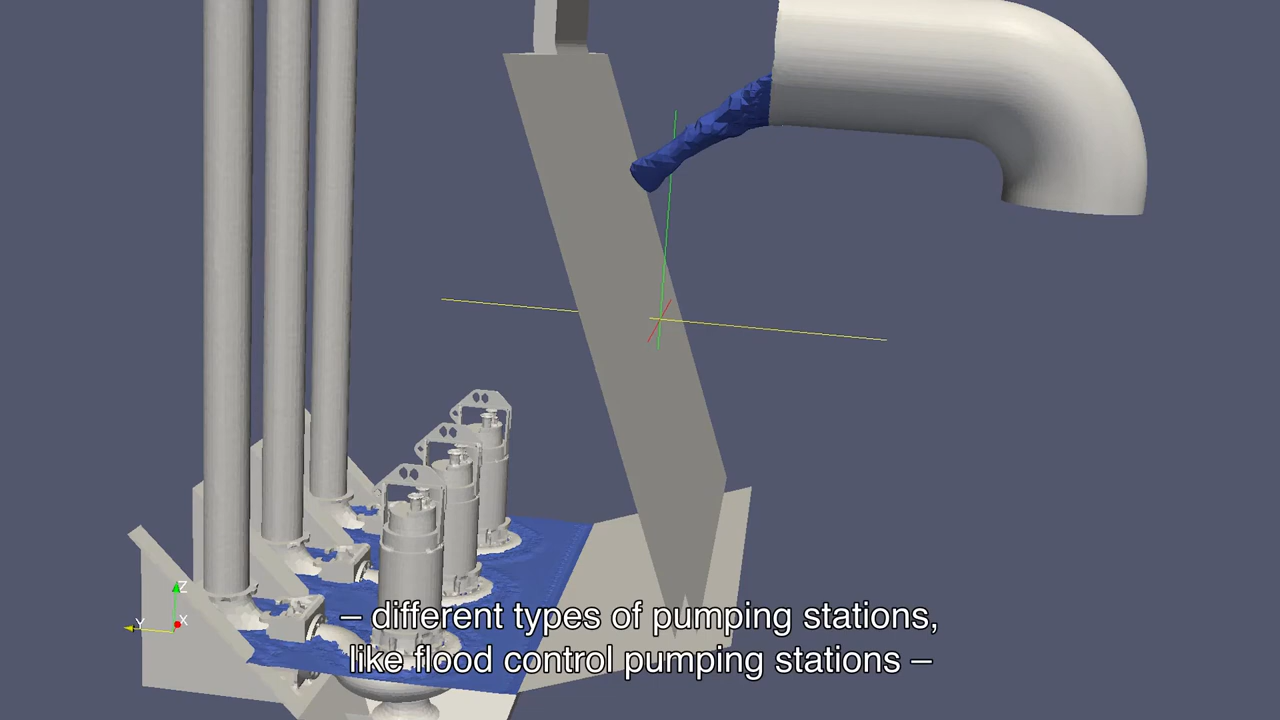 Z
Y
X
– different types of pumping stations,
like flood control pumping stations –